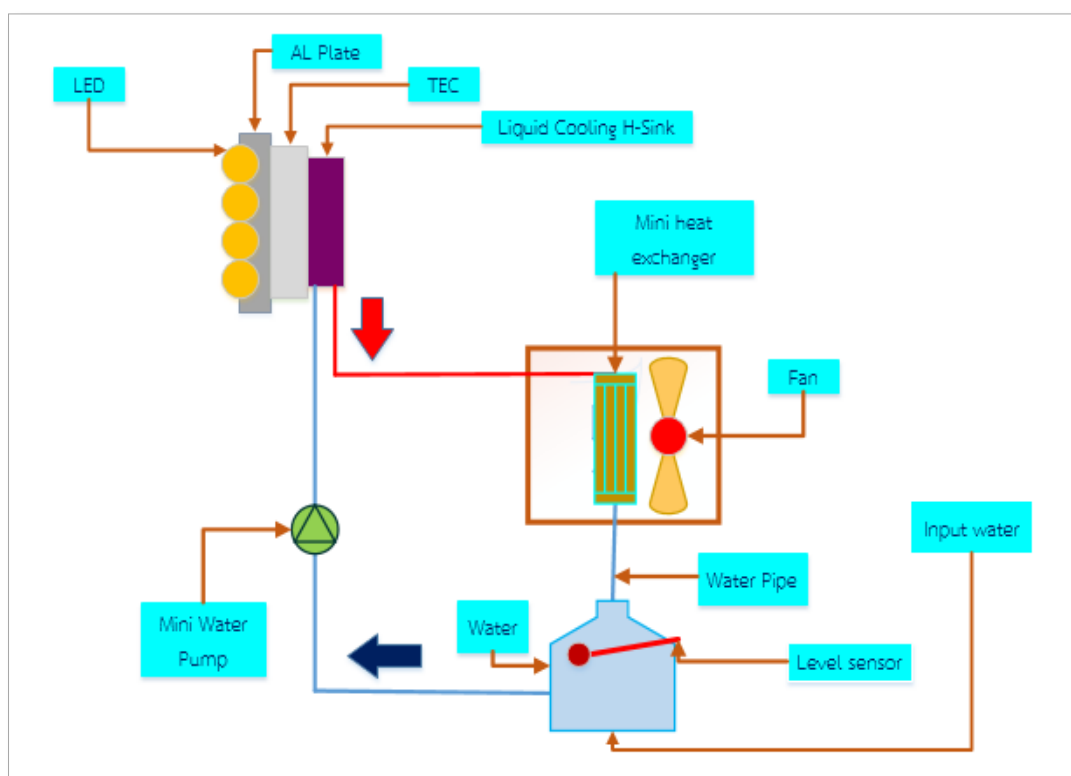 AL Plate
LED
TEC
Liquid Cooling H-Sink
Mini heat
exchanger
Fan
Input water
Water Pipe
Mini Water
Pump
Water
Level sensor